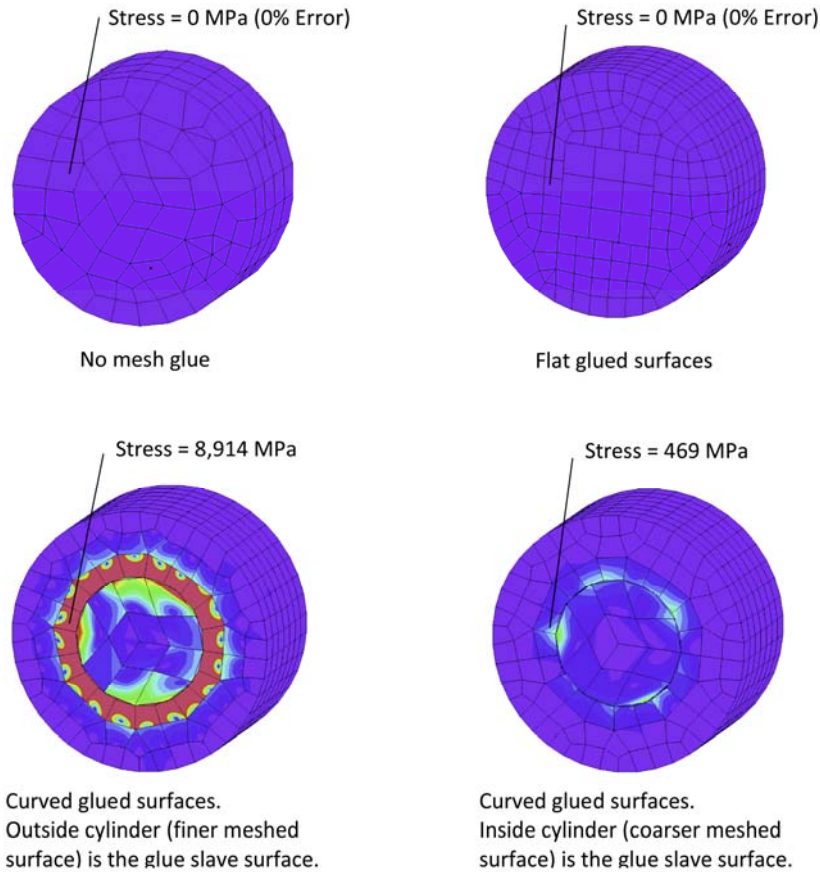 Stress = 0 MPa (0% Error)
Stress = 0 MPa (0% Error)
No mesh glue
Flat glued surfaces
Stress = 8,914 MPa
Stress = 469 MPa
Curved glued surfaces.
Outside cylinder (finer meshed
surface) is the glue slave surface.
Curved glued surfaces.
Inside cylinder (coarser meshed
surface) is the glue slave surface.